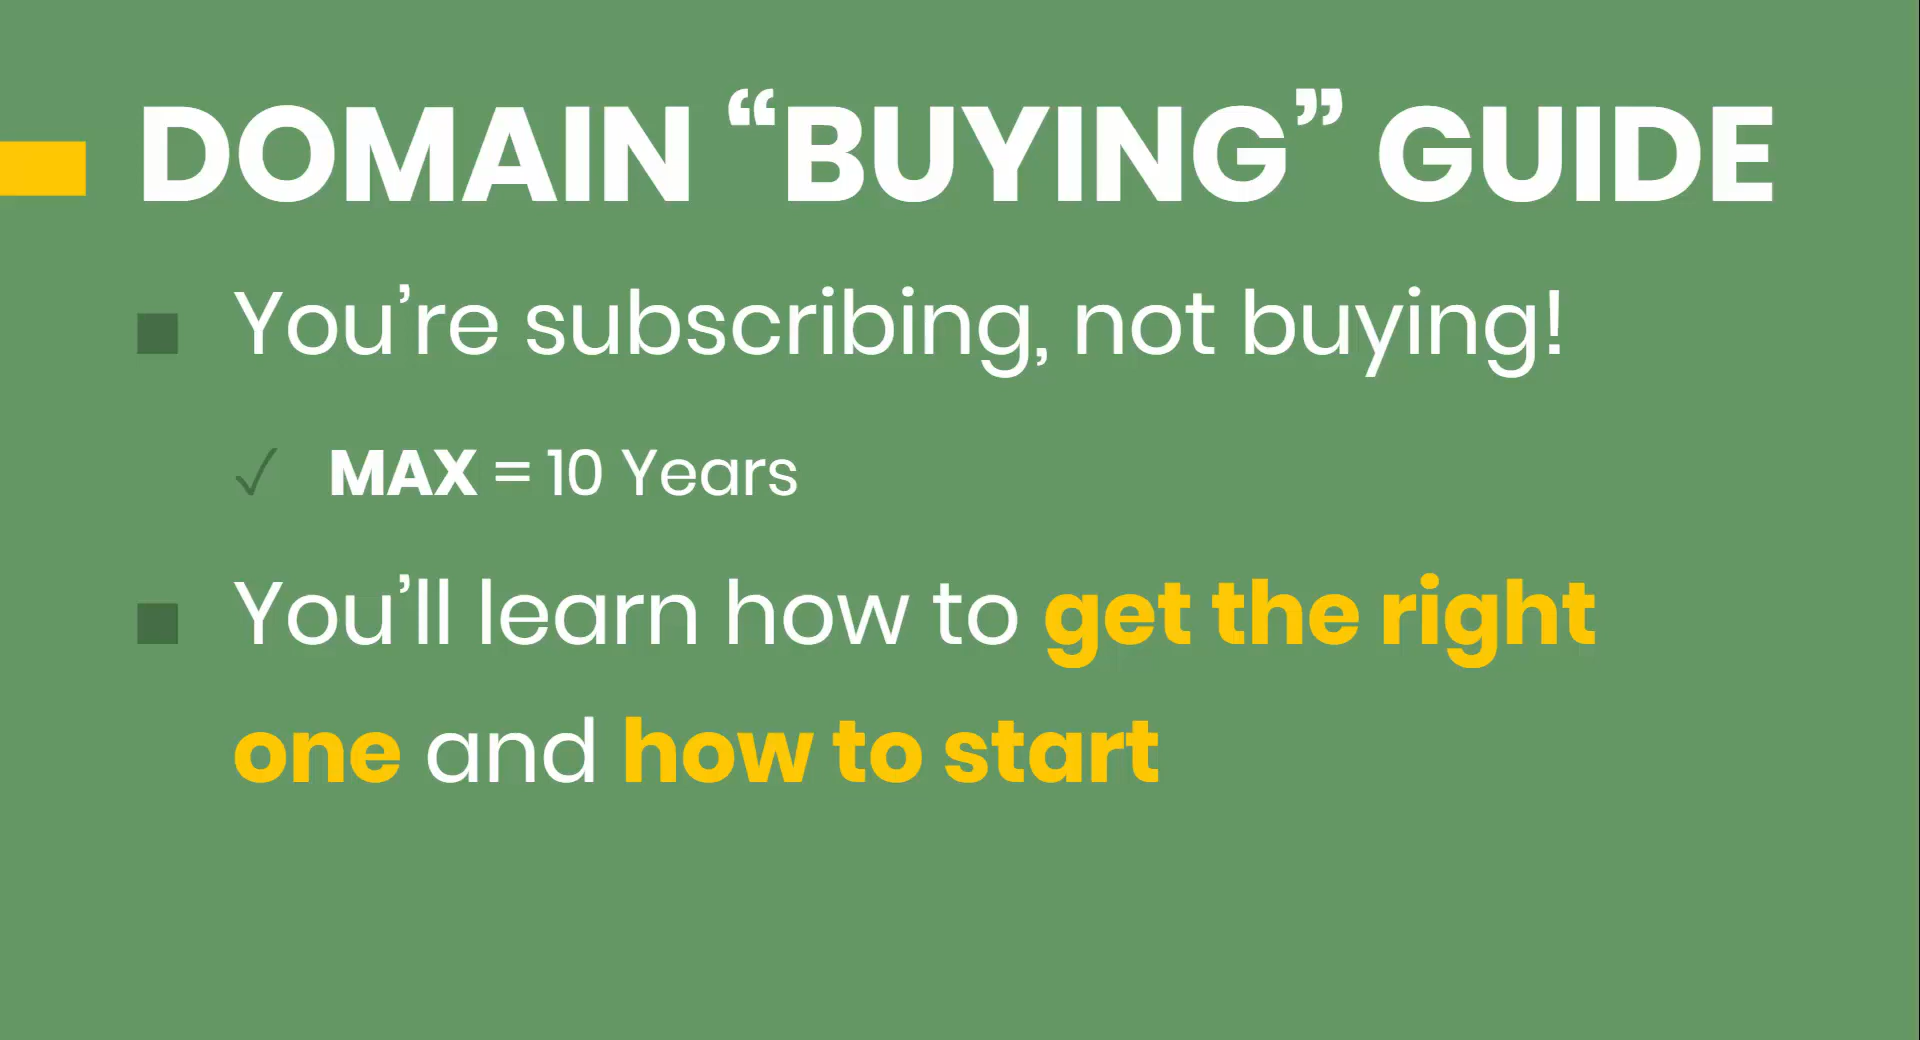 DOMAIN “BUYING” GUIDE
You’re subscribing, not buying!
MAX = 10 Years
You’ll learn how to get the right
one and how to start